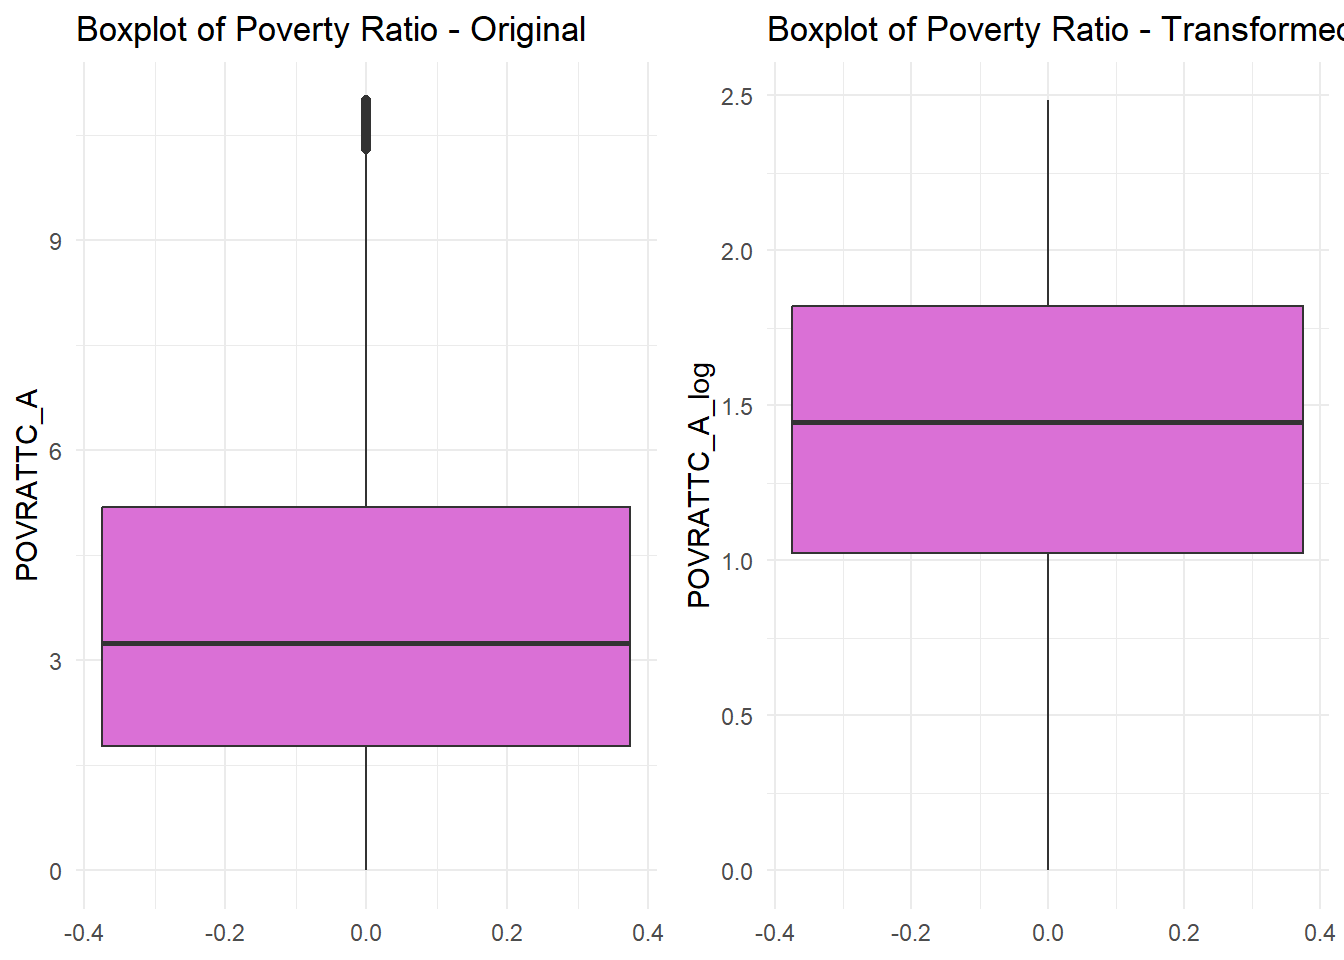 Boxplot of Poverty Ratio - Original
POVRATTC_A
9
6
3
0
-0.4 -0.2 0.0 0.2 0.4
Boxplot of Poverty Ratio - Transformed
POVRATTC_A_log
2.5
2.0
1.5
1.0
0.5
0.0
-0.4 -0.2 0.0 0.2 0.4